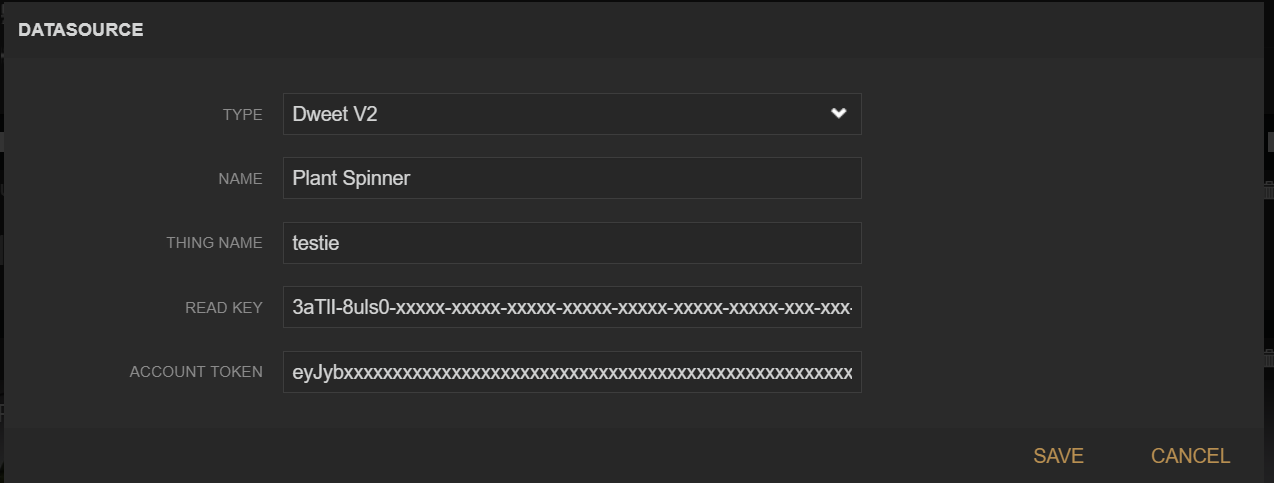 DATASOURCE
TYPE Dweet V2
NAME Plant Spinner
THING NAME testie
READ KEY 3aTlI-8uls0-xxxxx-xxxxx-xxxxx-xxxxx-xxxxx-xxxxx-xxxxx-xxx-xxx-
ACCOUNT TOKEN eyJybxxxxxxxxxxxxxxxxxxxxxxxxxxxxxxxxxxxxxxxxxxxxxxxxxxxx
SAVE CANCEL